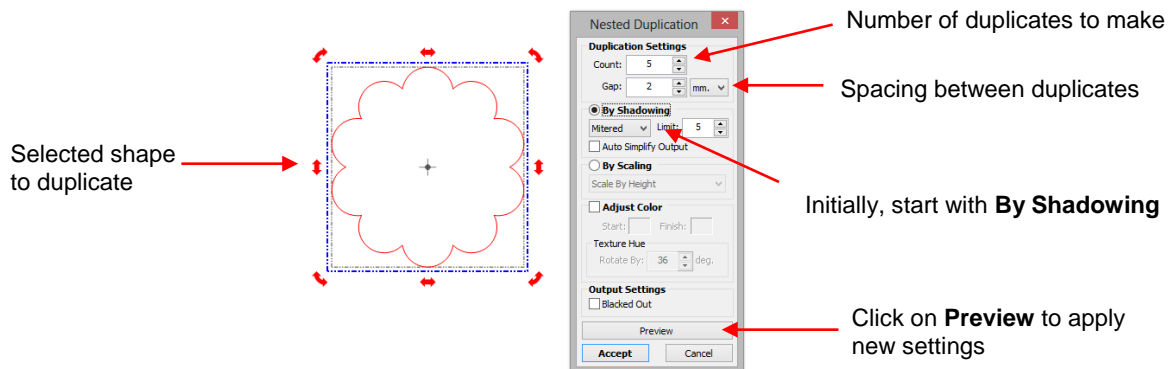 Nested Duplication
Number of duplicates to make
Duplication Settings
Count: 5
Gap: 2 mm.
Spacing between duplicates
By Shadowing
Mitered Limit: 5
Auto Simplify Output
Selected shape
to duplicate
By Scaling
Scale By Height
Initially, start with By Shadowing
Adjust Color
Start: Finish:
Texture Hue
Rotate By: 36 deg.
Output Settings
Blacked Out
Preview
Click on Preview to apply
new settings
Accept Cancel